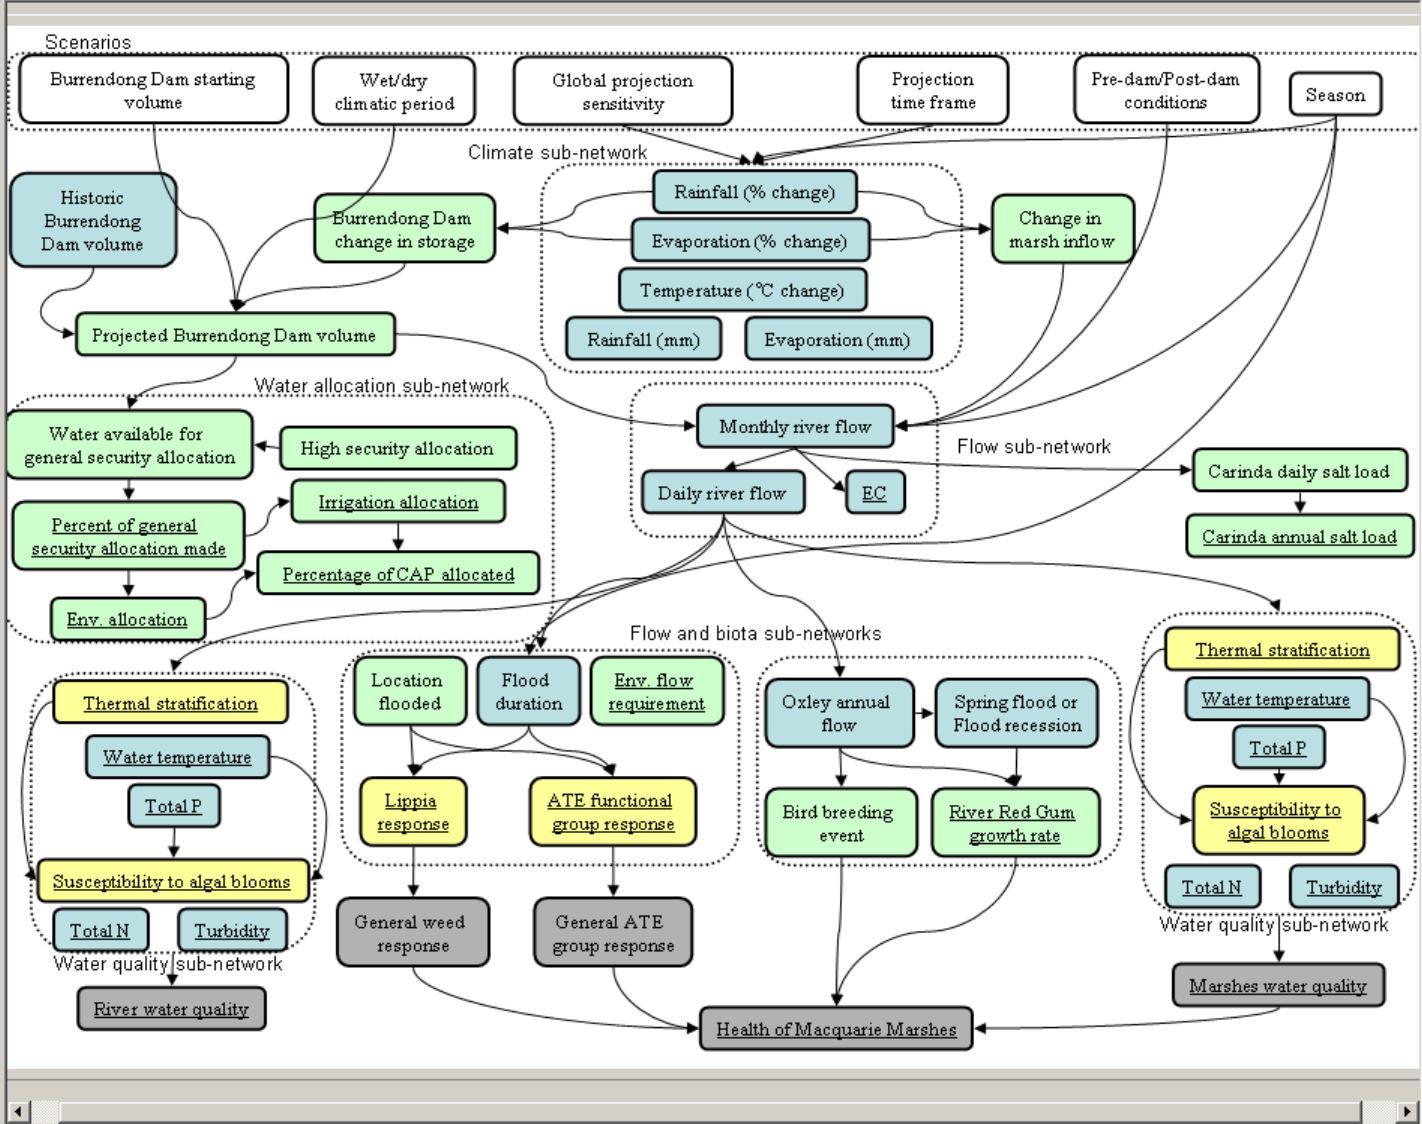 Scenarios
Burrendong Dam starting
volume
Wet/dry
climatic period
Global projection
sensitivity
Projection
time frame
Pre-dam/Post-dam
conditions
Season
Climate sub-network
Historic
Burrendong
Dam volume
Burrendong Dam
change in storage
Rainfall (% change)
Evaporation (% change)
Temperature (°C change)
Rainfall (mm)
Evaporation (mm)
Change in
marsh inflow
Projected Burrendong Dam volume
Water allocation sub-network
Water available for
general security allocation
High security allocation
Irrigation allocation
Percent of general
security allocation made
Percentage of CAP allocated
Env. allocation
Monthly river flow
Flow sub-network
Daily river flow
EC
Carinda daily salt load
Carinda annual salt load
Flow and biota sub-networks
Thermal stratification
Water temperature
Total P
Susceptibility to algal blooms
Total N
Turbidity
Water quality sub-network
River water quality
Location
flooded
Flood
duration
Env. flow
requirement
Lippia
response
ATE functional
group response
General weed
response
General ATE
group response
Oxley annual
flow
Spring flood or
Flood recession
Bird breeding
event
River Red Gum
growth rate
Thermal stratification
Water temperature
Total P
Susceptibility to
algal blooms
Total N
Turbidity
Water quality sub-network
Marshes water quality
Health of Macquarie Marshes